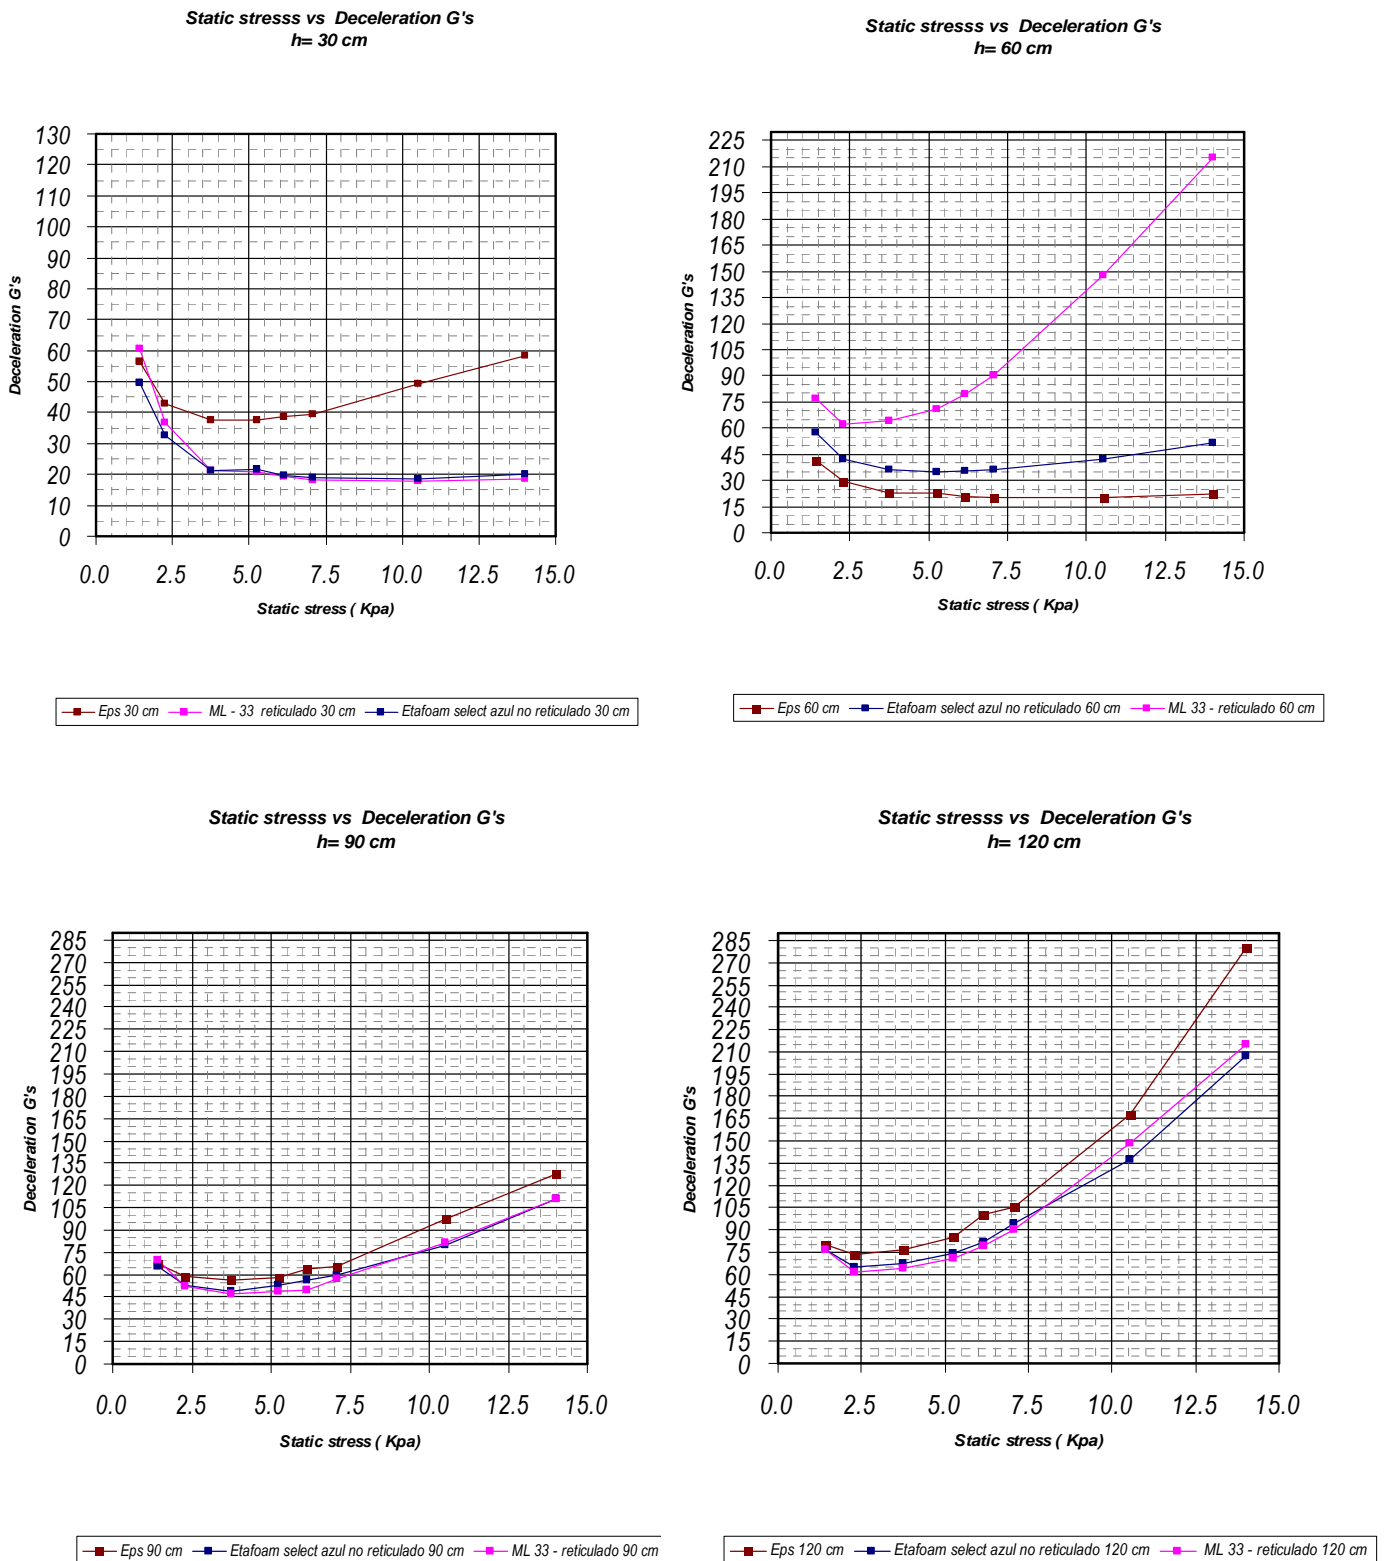 Static stresss vs Deceleration G's
h= 30 cm
130
120
110
100
90
80
70
60
50
40
30
20
10
0
Deceleration G's
0.0 2.5 5.0 7.5 10.0 12.5 15.0
Static stress ( Kpa)
Eps 30 cm ML - 33 reticulado 30 cm Etafoam select azul no reticulado 30 cm
Static stresss vs Deceleration G's
h= 60 cm
225
210
195
180
165
150
135
120
105
90
75
60
45
30
15
0
Deceleration G's
0.0 2.5 5.0 7.5 10.0 12.5 15.0
Static stress ( Kpa)
Eps 60 cm Etafoam select azul no reticulado 60 cm ML 33 - reticulado 60 cm
Static stresss vs Deceleration G's
h= 90 cm
285
270
255
240
225
210
195
180
165
150
135
120
105
90
75
60
45
30
15
0
Deceleration G's
0.0 2.5 5.0 7.5 10.0 12.5 15.0
Static stress ( Kpa)
Eps 90 cm Etafoam select azul no reticulado 90 cm ML 33 - reticulado 90 cm
Static stresss vs Deceleration G's
h= 120 cm
285
270
255
240
225
210
195
180
165
150
135
120
105
90
75
60
45
30
15
0
Deceleration G's
0.0 2.5 5.0 7.5 10.0 12.5 15.0
Static stress ( Kpa)
Eps 120 cm Etafoam select azul no reticulado 120 cm ML 33 - reticulado 120 cm